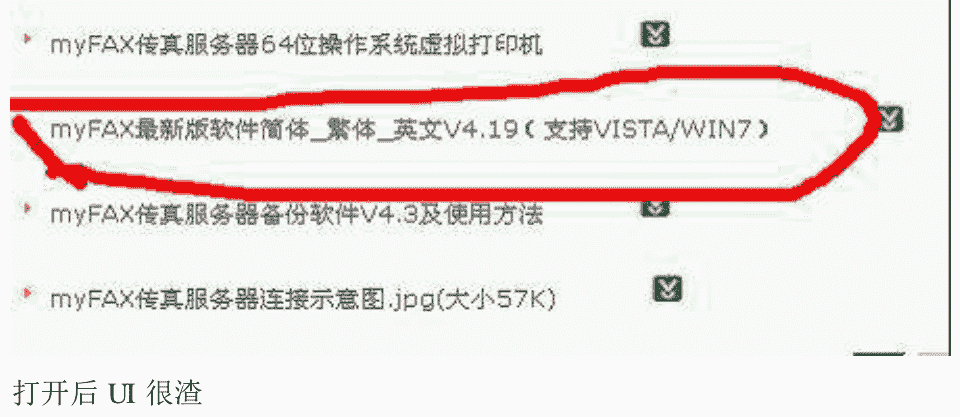 myFAX传真服务器64位操作系统虚拟打印机
myFAX最新版软件简体_繁体_英文V4.19（支持VISTA/WIN7）
myFAX传真服务器备份软件V4.3及使用方法
myFAX传真服务器连接示意图.jpg(大小57K)
打开后 UI 很渣